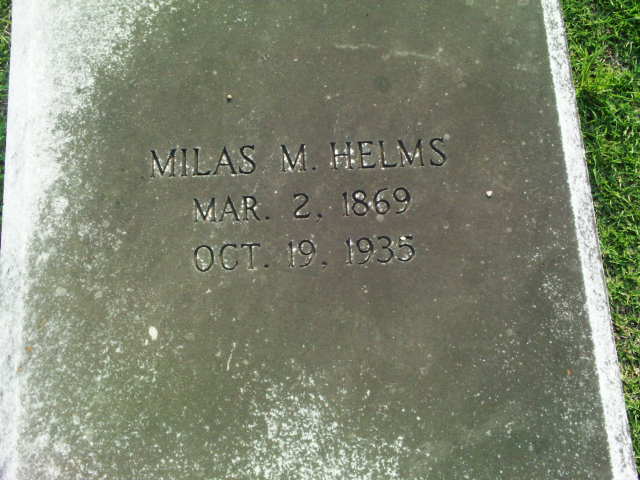 MILAS M. HELMS
MAR. 2, 1869
OCT. 19, 1935